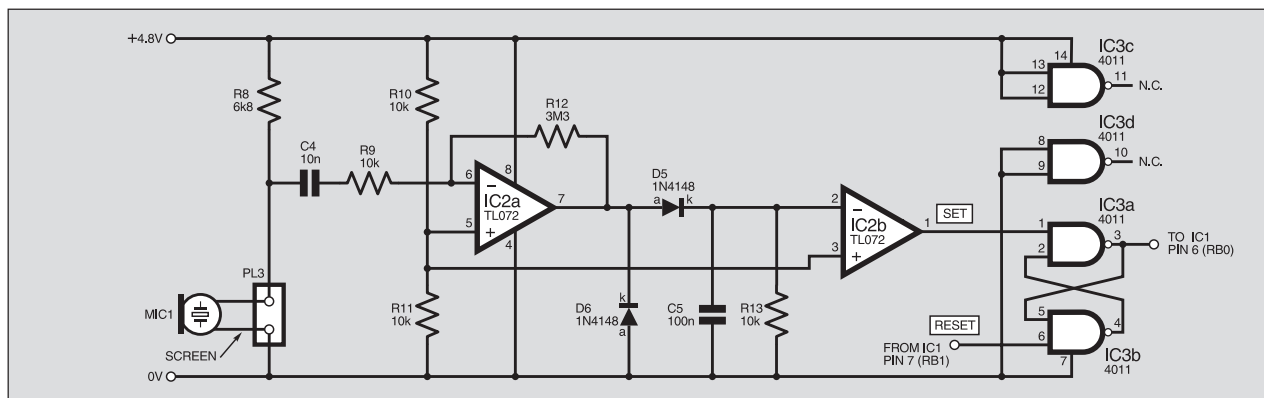 +4.8V
R8
6k8
C4
10n
R9
10k
R10
10k
R11
10k
R12
3M3
6
5
8
4
7
IC2a
TL072
D5
1N4148
a
k
D6
1N4148
k
a
C5
100n
R13
10k
2
3
1
IC2b
TL072
SET
IC3c
4011
14
13
12
11
N.C.
IC3d
4011
8
9
10
N.C.
IC3a
4011
1
2
3
TO IC1
PIN 6 (RB0)
5
6
7
4
IC3b
4011
RESET
FROM IC1
PIN 7 (RB1)
PL3
MIC1
SCREEN
0V
−
+
−
+